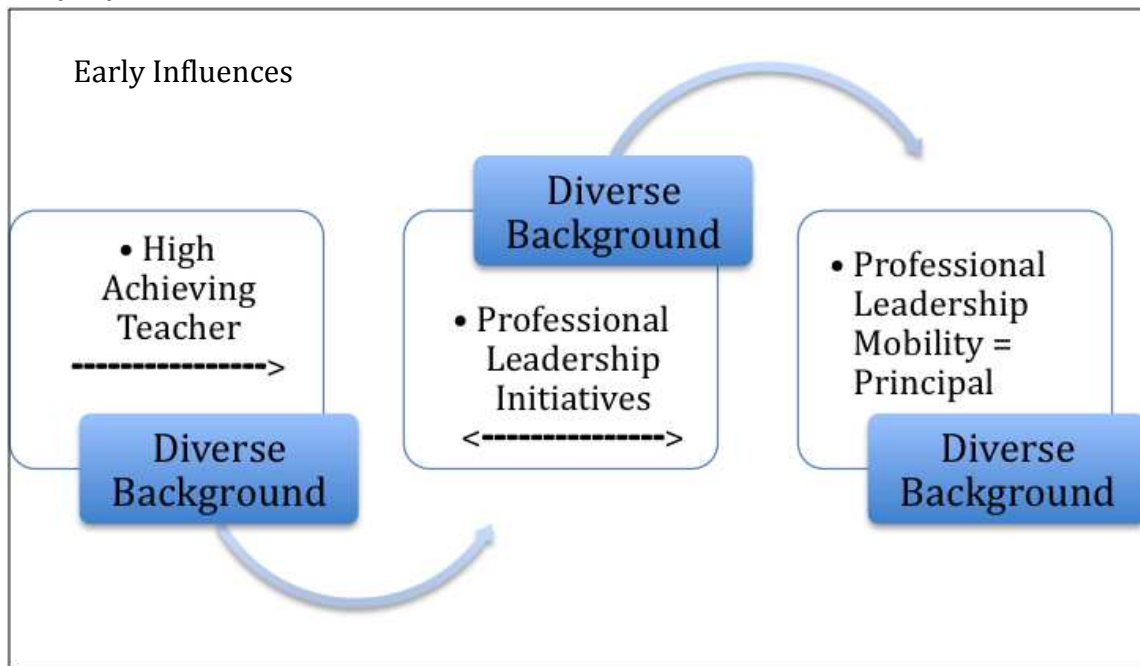 Early Influences
• High
Achieving
Teacher
---------------->
Diverse
Background
Diverse
Background
• Professional
Leadership
Initiatives
<--------------->
• Professional
Leadership
Mobility =
Principal
Diverse
Background